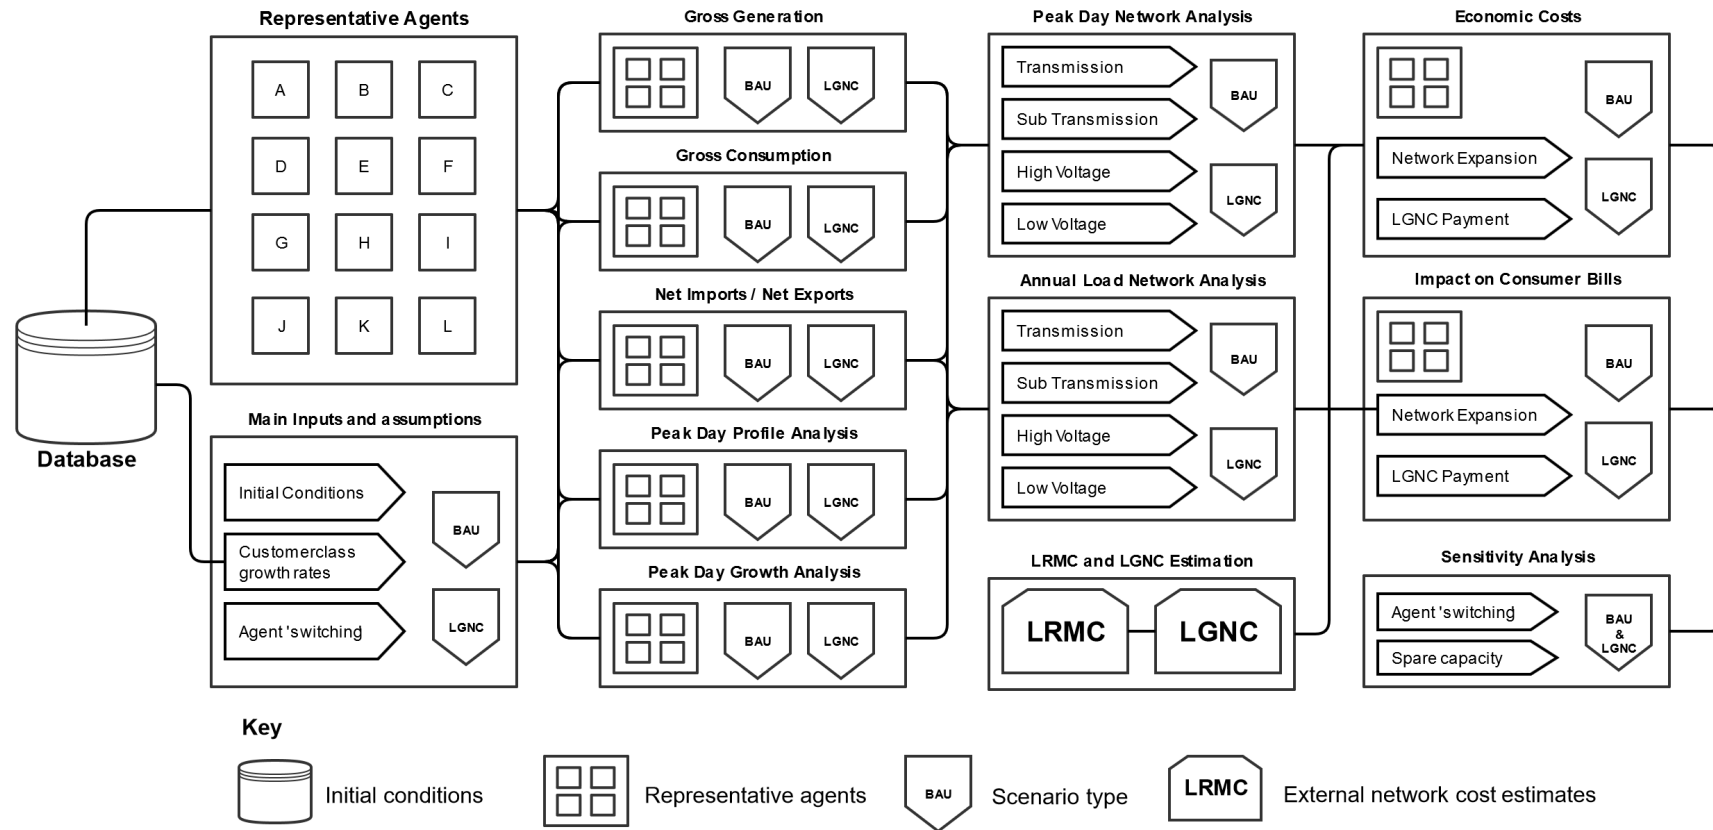 Representative Agents
A
B
C
D
E
F
G
H
I
J
K
L
Database
Main Inputs and assumptions
Initial Conditions
Customerclass
growth rates
Agent 'switching'
BAU
LGNC
Gross Generation
BAU
LGNC
Gross Consumption
BAU
LGNC
Net Imports / Net Exports
BAU
LGNC
Peak Day Profile Analysis
BAU
LGNC
Peak Day Growth Analysis
BAU
LGNC
Peak Day Network Analysis
Transmission
Sub Transmission
High Voltage
Low Voltage
BAU
LGNC
Annual Load Network Analysis
Transmission
Sub Transmission
High Voltage
Low Voltage
BAU
LGNC
LRMC and LGNC Estimation
LRMC
LGNC
Economic Costs
Network Expansion
LGNC Payment
BAU
LGNC
Impact on Consumer Bills
Network Expansion
LGNC Payment
BAU
LGNC
Sensitivity Analysis
Agent 'switching'
Spare capacity
BAU
&
LGNC
Key
Initial conditions
Representative agents
BAU
Scenario type
LRMC
External network cost estimates